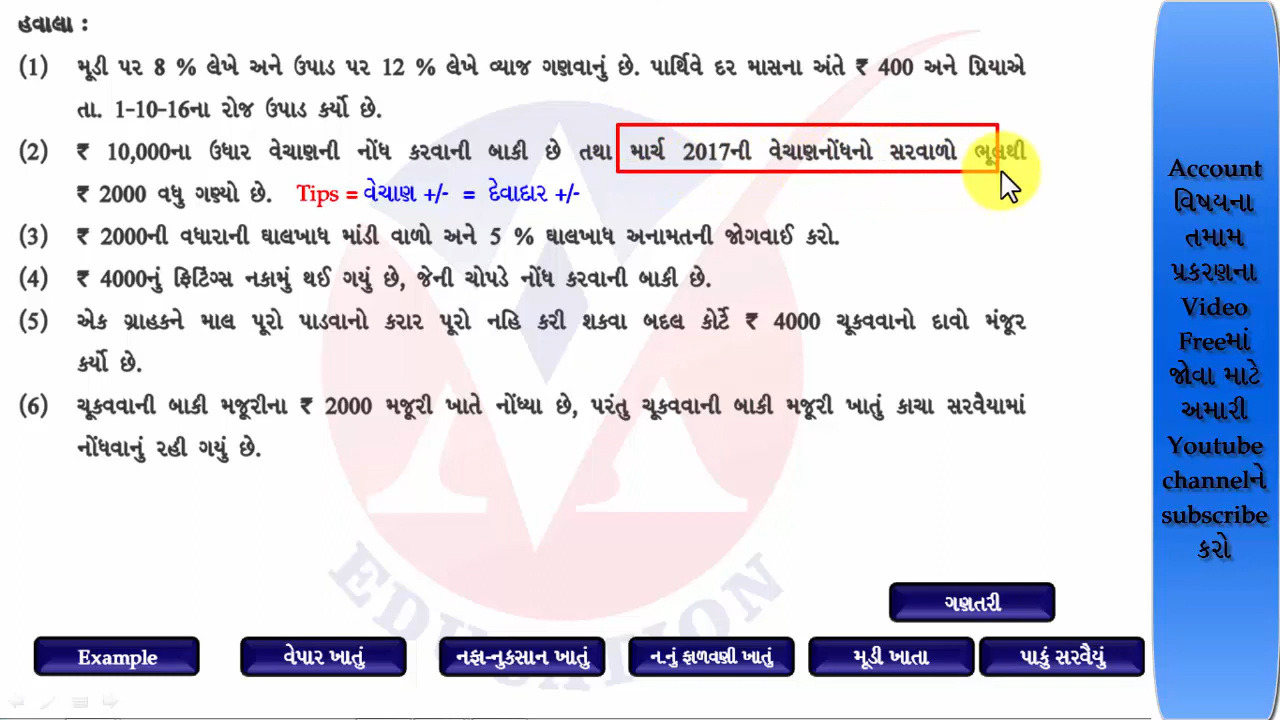 હવાલા :
(1) મૂડી પર 8 % લેખે અને ઉપાડ પર 12 % લેખે વ્યાજ ગણવાનું છે. પાર્થિવે દર માસના અંતે ₹ 400 અને પ્રિયાએ
તા. 1-10-16ના રોજ ઉપાડ કર્યો છે.
(2) ₹ 10,000ના ઉધાર વેચાણની નોંધ કરવાની બાકી છે તથા માર્ચ 2017ની વેચાણનોંધનો સરવાળો ભૂલથી
₹ 2000 વધુ ગણ્યો છે. Tips = વેચાણ +/- = દેવાદાર +/-
(3) ₹ 2000ની વધારાની ઘાલખાધ માંડી વાળો અને 5 % ઘાલખાધ અનામતની જોગવાઈ કરો.
(4) ₹ 4000નું ફિટિંગ્સ નકામું થઈ ગયું છે, જેની ચોપડે નોંધ કરવાની બાકી છે.
(5) એક ગ્રાહકને માલ પૂરો પાડવાનો કરાર પૂરો નહિ કરી શકવા બદલ કોર્ટે ₹ 4000 ચૂકવવાનો દાવો મંજૂર
કર્યો છે.
(6) ચૂકવવાની બાકી મજૂરીના ₹ 2000 મજૂરી ખાતે નોંધ્યા છે, પરંતુ ચૂકવવાની બાકી મજૂરી ખાતું કાચા સરવૈયામાં
નોંધવાનું રહી ગયું છે.
EDUCATION
ગણતરી
Example
વેપાર ખાતું
નફા-નુકસાન ખાતું
ન.નું ફાળવણી ખાતું
મૂડી ખાતા
પાકું સરવૈયું
Account
વિષયના
તમામ
પ્રકરણના
Video
Freeમાં
જોવા માટે
અમારી
Youtube
channelને
subscribe
કરો